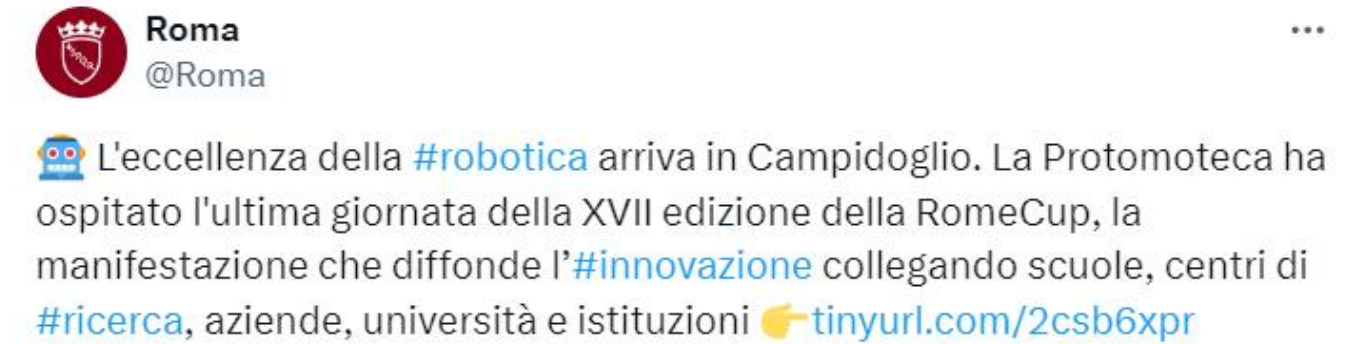 Roma
@Roma
🤖 L'eccellenza della #robotica arriva in Campidoglio. La Protomoteca ha
ospitato l'ultima giornata della XVII edizione della RomeCup, la
manifestazione che diffonde l’#innovazione collegando scuole, centri di
#ricerca, aziende, università e istituzioni 👉tinyurl.com/2csb6xpr